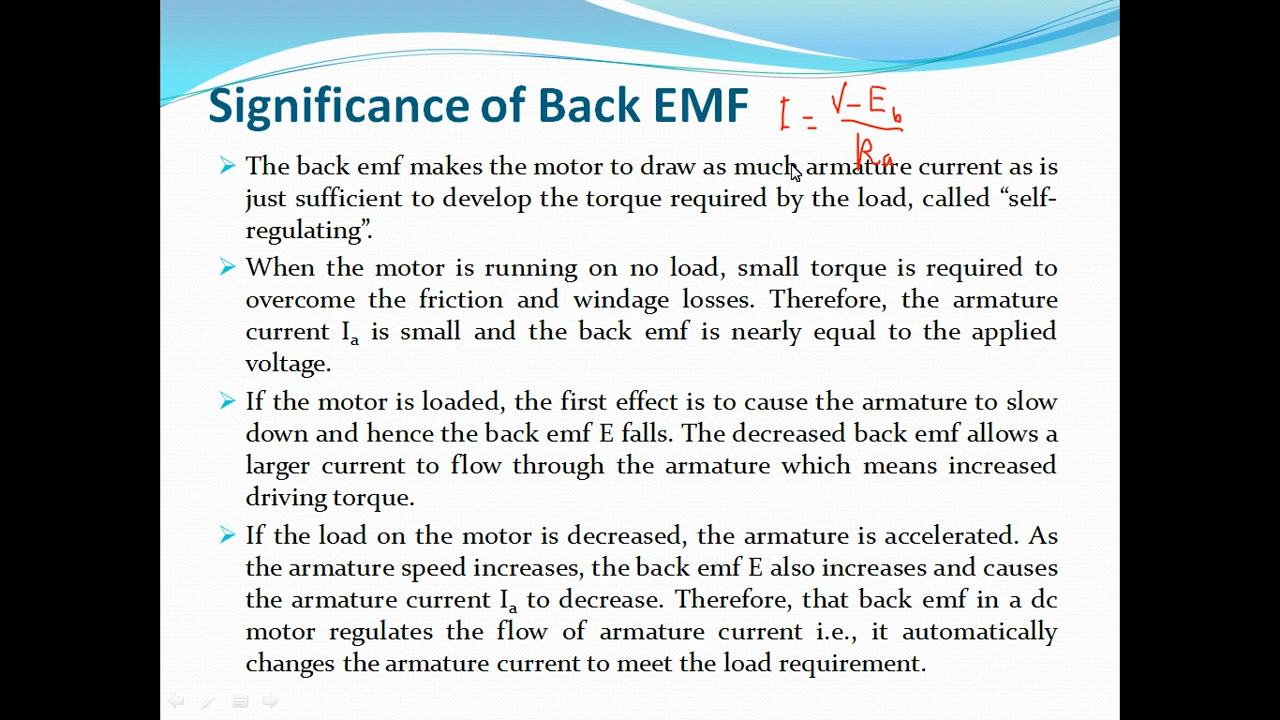 Significance of Back EMF
I = V - E_b / R_a
➢ The back emf makes the motor to draw as much armature current as is
just sufficient to develop the torque required by the load, called “self-
regulating”.
➢ When the motor is running on no load, small torque is required to
overcome the friction and windage losses. Therefore, the armature
current Iₐ is small and the back emf is nearly equal to the applied
voltage.
➢ If the motor is loaded, the first effect is to cause the armature to slow
down and hence the back emf E falls. The decreased back emf allows a
larger current to flow through the armature which means increased
driving torque.
➢ If the load on the motor is decreased, the armature is accelerated. As
the armature speed increases, the back emf E also increases and causes
the armature current Iₐ to decrease. Therefore, that back emf in a dc
motor regulates the flow of armature current i.e., it automatically
changes the armature current to meet the load requirement.